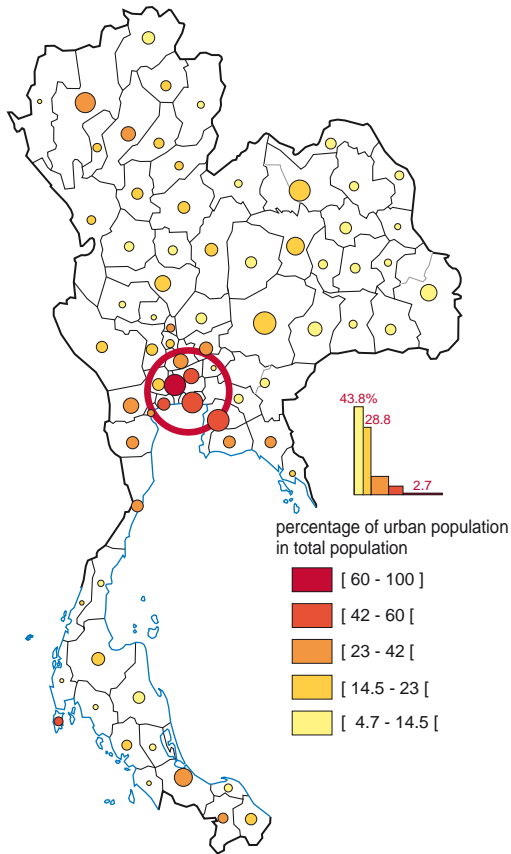 43.8%
28.8
2.7
percentage of urban population
in total population
[ 60 - 100 ]
[ 42 - 60 [
[ 23 - 42 [
[ 14.5 - 23 [
[ 4.7 - 14.5 [